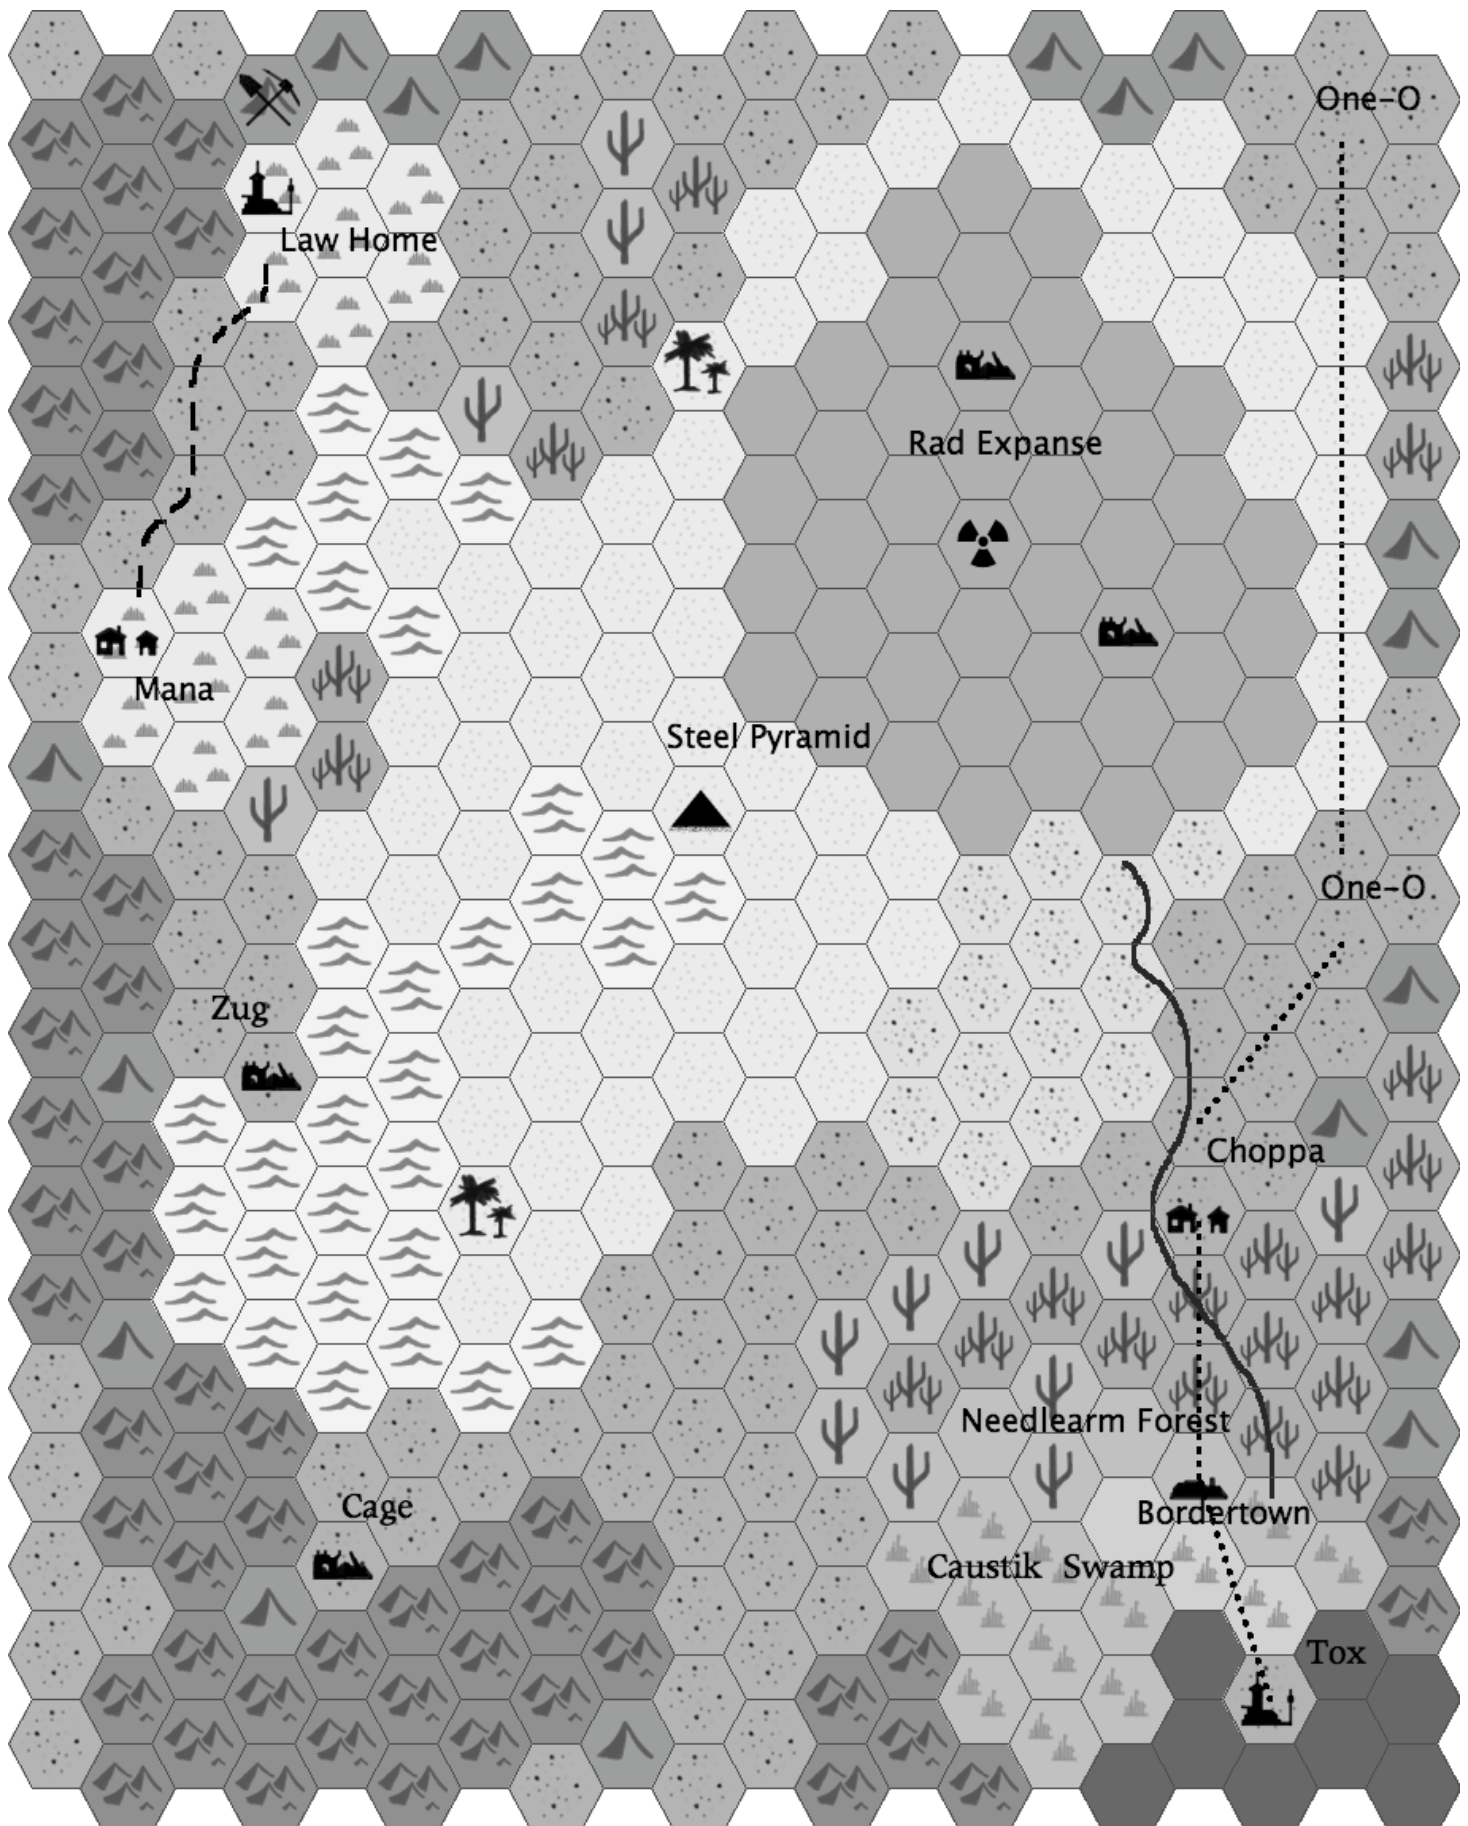 One-O
Law Home
Rad Expanse
Mana
Steel Pyramid
One-O
Zug
Choppa
Needlearm Forest
Cage
Bordertown
Caustik Swamp
Tox